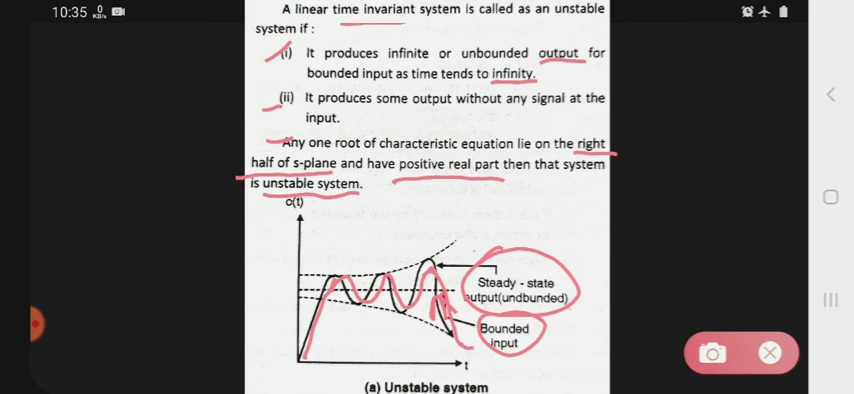 10:35 0 KB/s
A linear time invariant system is called as an unstable
system if :
(i) It produces infinite or unbounded output for
bounded input as time tends to infinity.
(ii) It produces some output without any signal at the
input.
Any one root of characteristic equation lie on the right
half of s-plane and have positive real part then that system
is unstable system.
c(t)
Steady - state
output(undbunded)
Bounded
input
t
(a) Unstable system